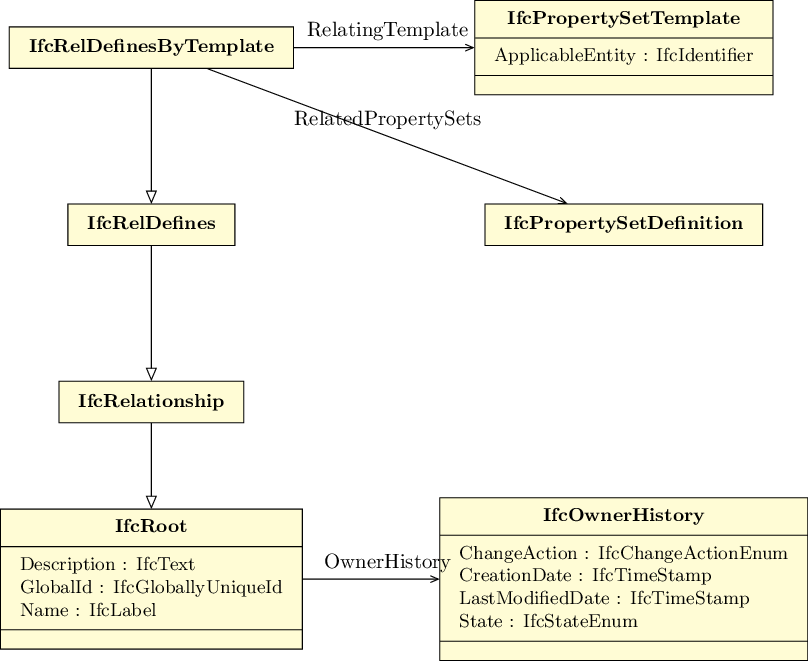 IfcRelDefinesByTemplate
RelatingTemplate
IfcPropertySetTemplate
ApplicableEntity : IfcIdentifier
RelatedPropertySets
IfcRelDefines
IfcPropertySetDefinition
IfcRelationship
IfcRoot
Description : IfcText
GlobalId : IfcGloballyUniqueId
Name : IfcLabel
OwnerHistory
IfcOwnerHistory
ChangeAction : IfcChangeActionEnum
CreationDate : IfcTimeStamp
LastModifiedDate : IfcTimeStamp
State : IfcStateEnum